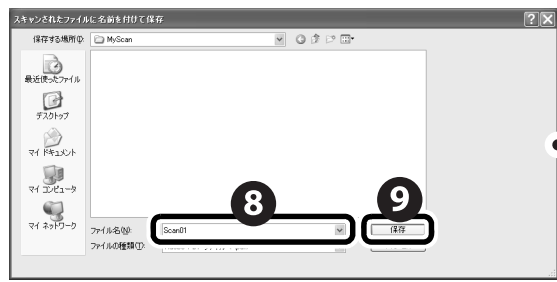 スキャンされたファイルに名前を付けて保存
保存する場所(I): MyScan
最近使ったファイル
デスクトップ
マイ ドキュメント
マイ コンピュータ
マイ ネットワーク
8
9
ファイル名(N): Scan01 保存
ファイルの種類(T):